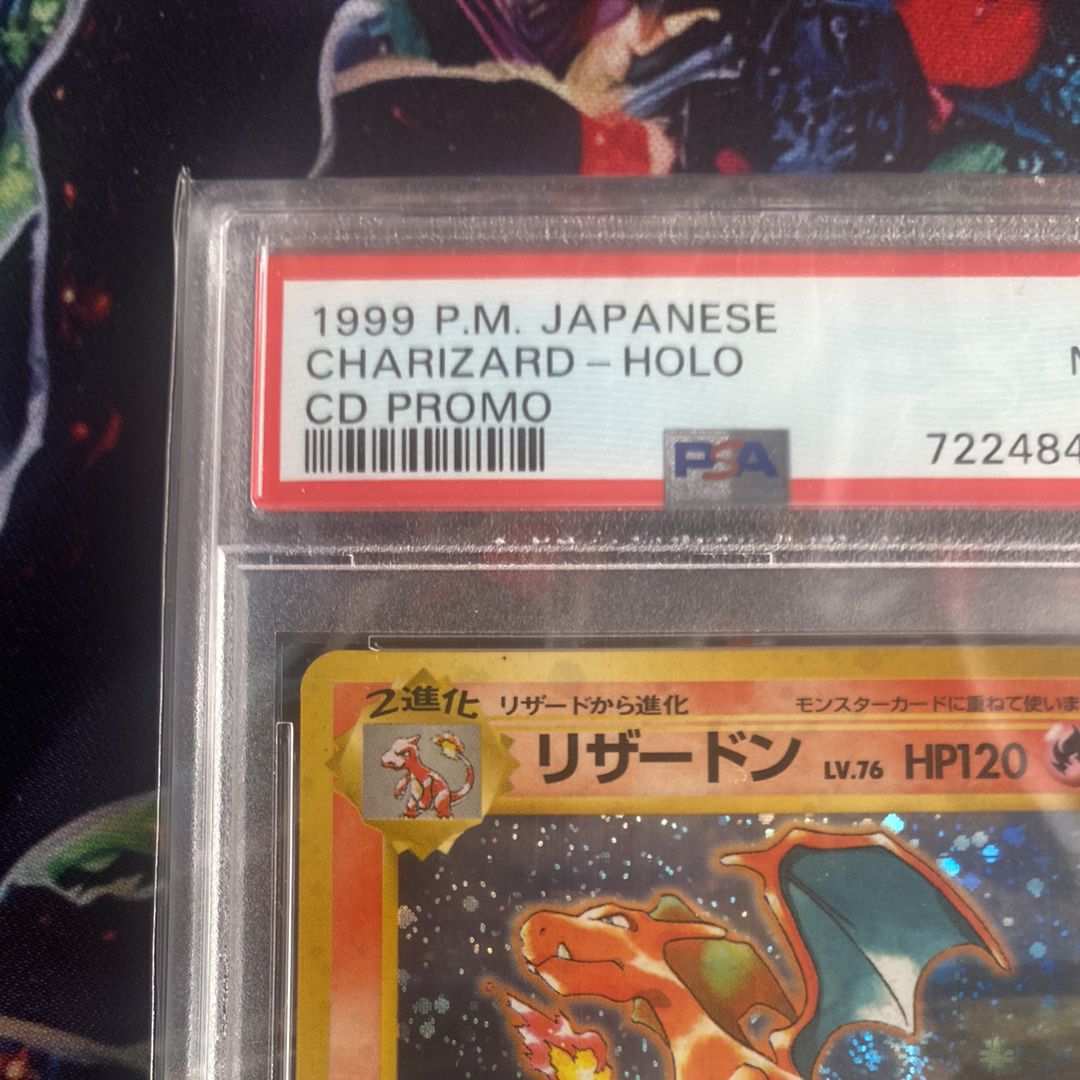 1999 P.M. JAPANESE
CHARIZARD – HOLO
CD PROMO
PSA
722484
2進化
リザードから進化
モンスターカードに重ねて使いま
リザードン LV.76 HP120